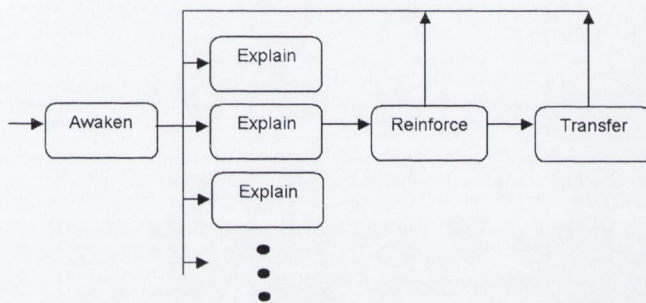 Explain
Awaken
Explain
Reinforce
Transfer
Explain